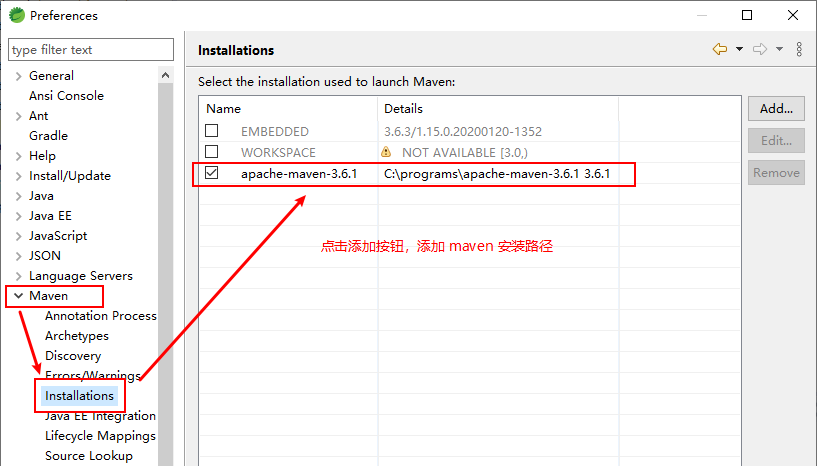 Preferences
type filter text
General
Ansi Console
Ant
Gradle
Help
Install/Update
Java
Java EE
JavaScript
JSON
Language Servers
Maven
Annotation Process
Archetypes
Discovery
Errors/Warnings
Installations
Java EE Integration
Lifecycle Mappings
Source Lookup
Installations
Select the installation used to launch Maven:
Name Details
EMBEDDED 3.6.3/1.15.0.20200120-1352
WORKSPACE NOT AVAILABLE [3.0,)
apache-maven-3.6.1 C:\programs\apache-maven-3.6.1 3.6.1
点击添加按钮，添加 maven 安装路径
Add...
Edit...
Remove